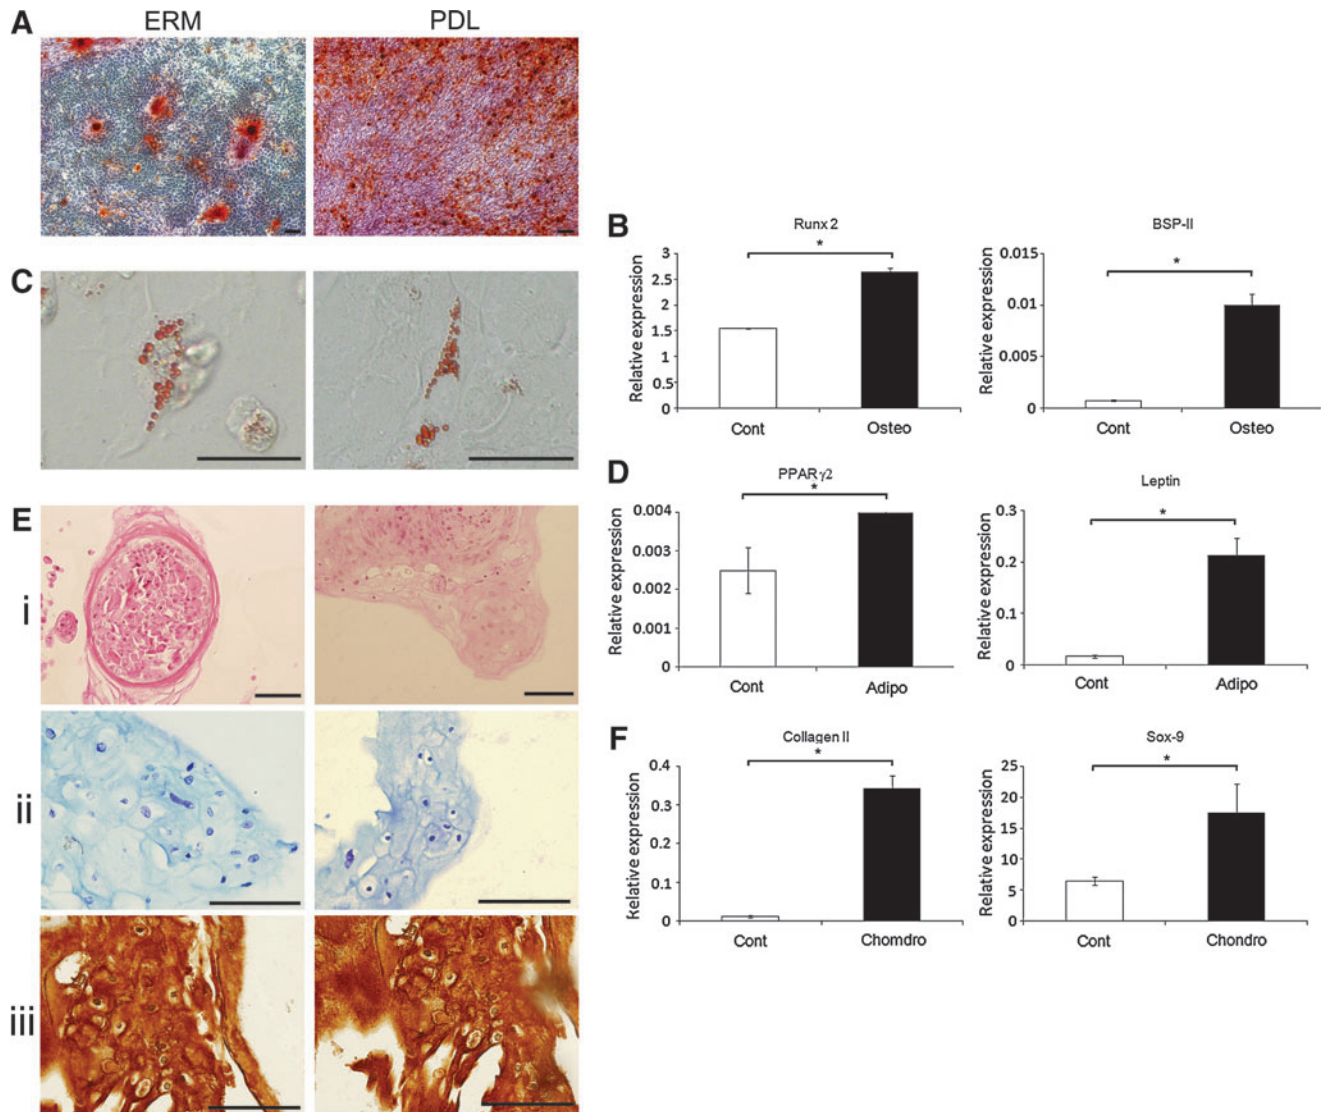 A
ERM
PDL
B
Runx 2
*
Relative expression
3
2.5
2
1.5
1
0.5
0
Cont
Osteo
BSP-II
*
Relative expression
0.015
0.01
0.005
0
Cont
Osteo
C
D
PPAR γ2
*
Relative expression
0.004
0.003
0.002
0.001
0
Cont
Adipo
Leptin
*
Relative expression
0.3
0.2
0.1
0
Cont
Adipo
E
i
ii
iii
F
Collagen II
*
Relative expression
0.4
0.3
0.2
0.1
0
Cont
Chomdro
Sox-9
*
Relative expression
25
20
15
10
5
0
Cont
Chondro